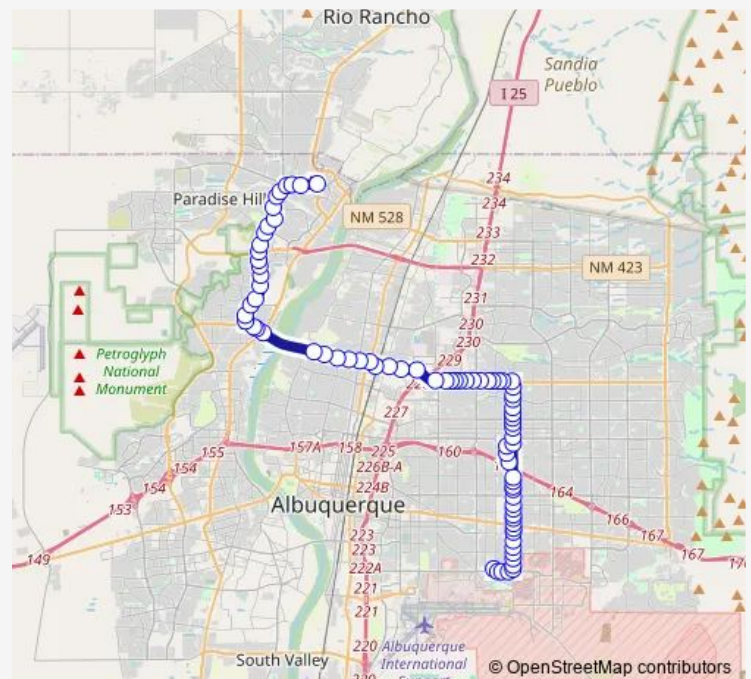 Rio Rancho
Sandia
Pueblo
I 25
234
234
Paradise Hill
NM 528
233
232
NM 423
231
230
230
Petroglyph
National
Monument
229
227
155
157A
158
225
160
154
226B-A
154
224B
164
153
Albuquerque
166
167
223
149
223
167
222A
221
221
220
Albuquerque
International
South Valley
© OpenStreetMap contributors